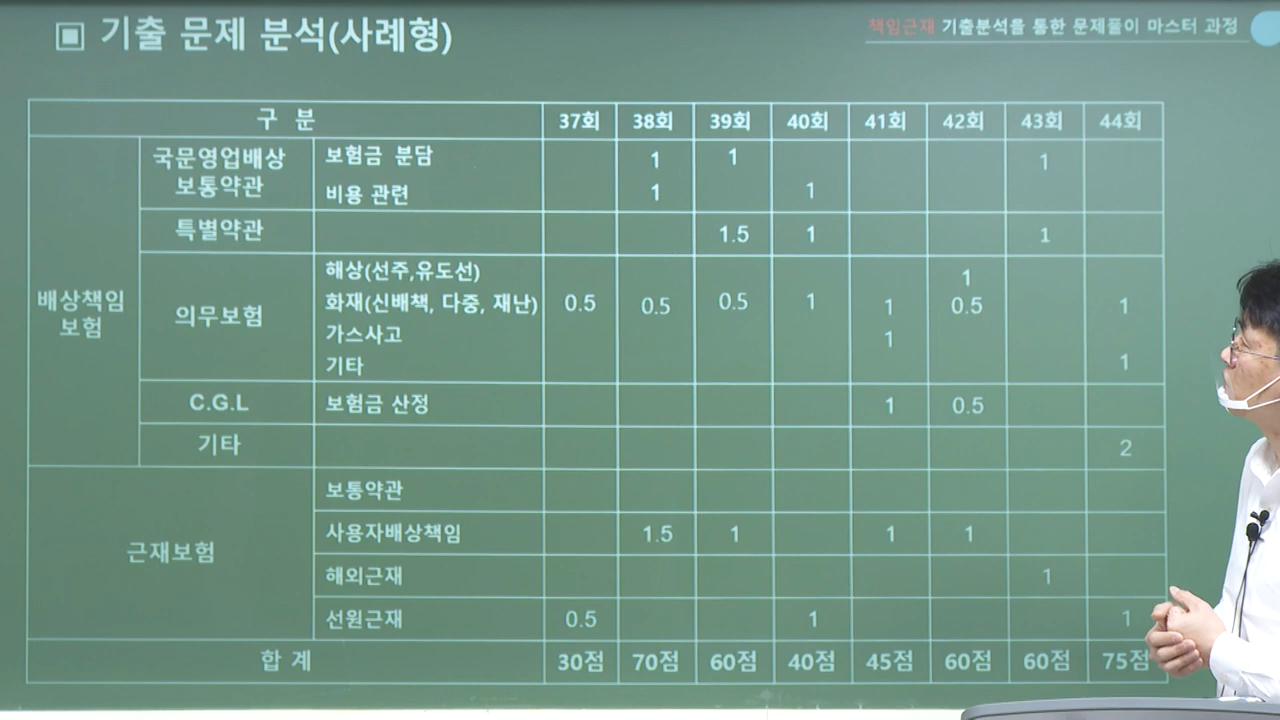 ▣ 기출 문제 분석(사례형)
책임근재 기출분석을 통한 문제풀이 마스터 과정
구 분 37회 38회 39회 40회 41회 42회 43회 44회
배상책임
보험
국문영업배상
보통약관
보험금 분담 1 1 1
비용 관련 1 1
특별약관 1.5 1 1
의무보험
해상(선주,유도선) 1
화재(신배책, 다중, 재난) 0.5 0.5 0.5 1 1 0.5 1
가스사고 1
기타 1
C.G.L 보험금 산정 1 0.5
기타 2
근재보험
보통약관
사용자배상책임 1.5 1 1 1
해외근재 1
선원근재 0.5 1 1
합 계 30점 70점 60점 40점 45점 60점 60점 75점